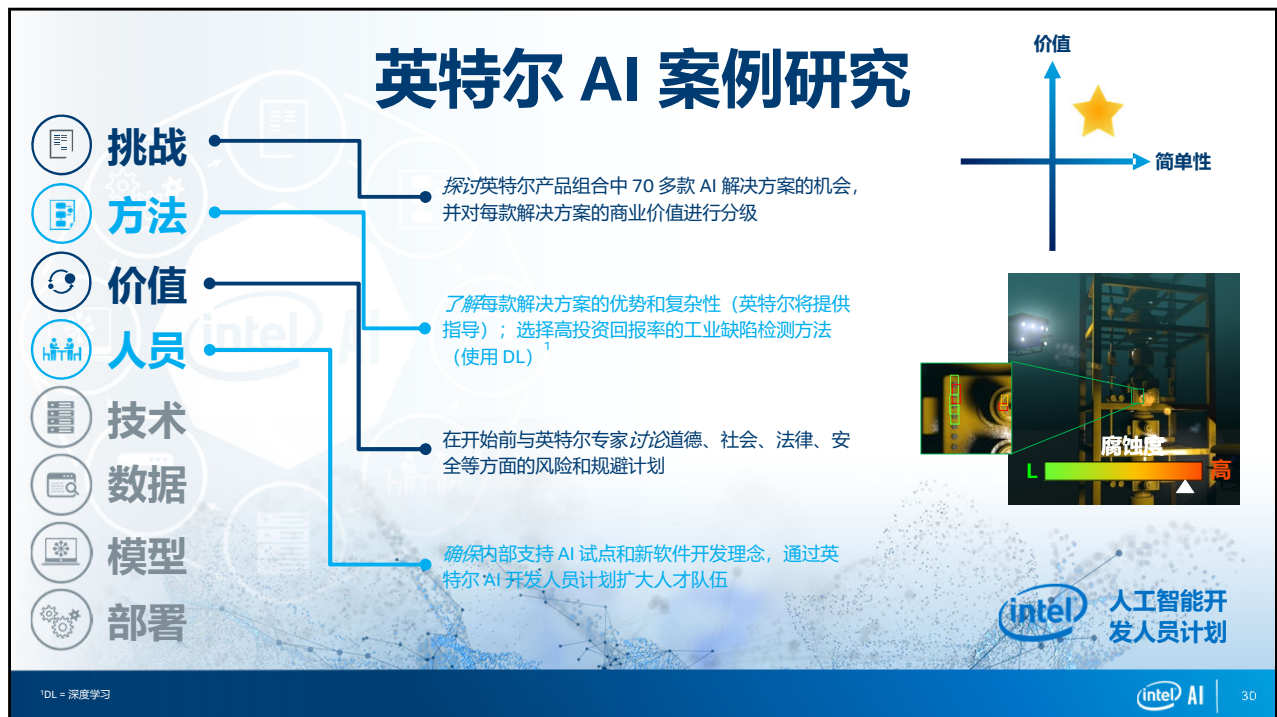 英特尔 AI 案例研究
价值
简单性
挑战
方法
价值
人员
技术
数据
模型
部署
探讨英特尔产品组合中 70 多款 AI 解决方案的机会，
并对每款解决方案的商业价值进行分级
了解每款解决方案的优势和复杂性（英特尔将提供
指导）；选择高投资回报率的工业缺陷检测方法
（使用 DL）1
在开始前与英特尔专家讨论道德、社会、法律、安
全等方面的风险和规避计划
确保内部支持 AI 试点和新软件开发理念，通过英
特尔 AI 开发人员计划扩大人才队伍
腐蚀度
L
高
intel
人工智能开
发人员计划
intel AI
1DL = 深度学习
intel AI
30